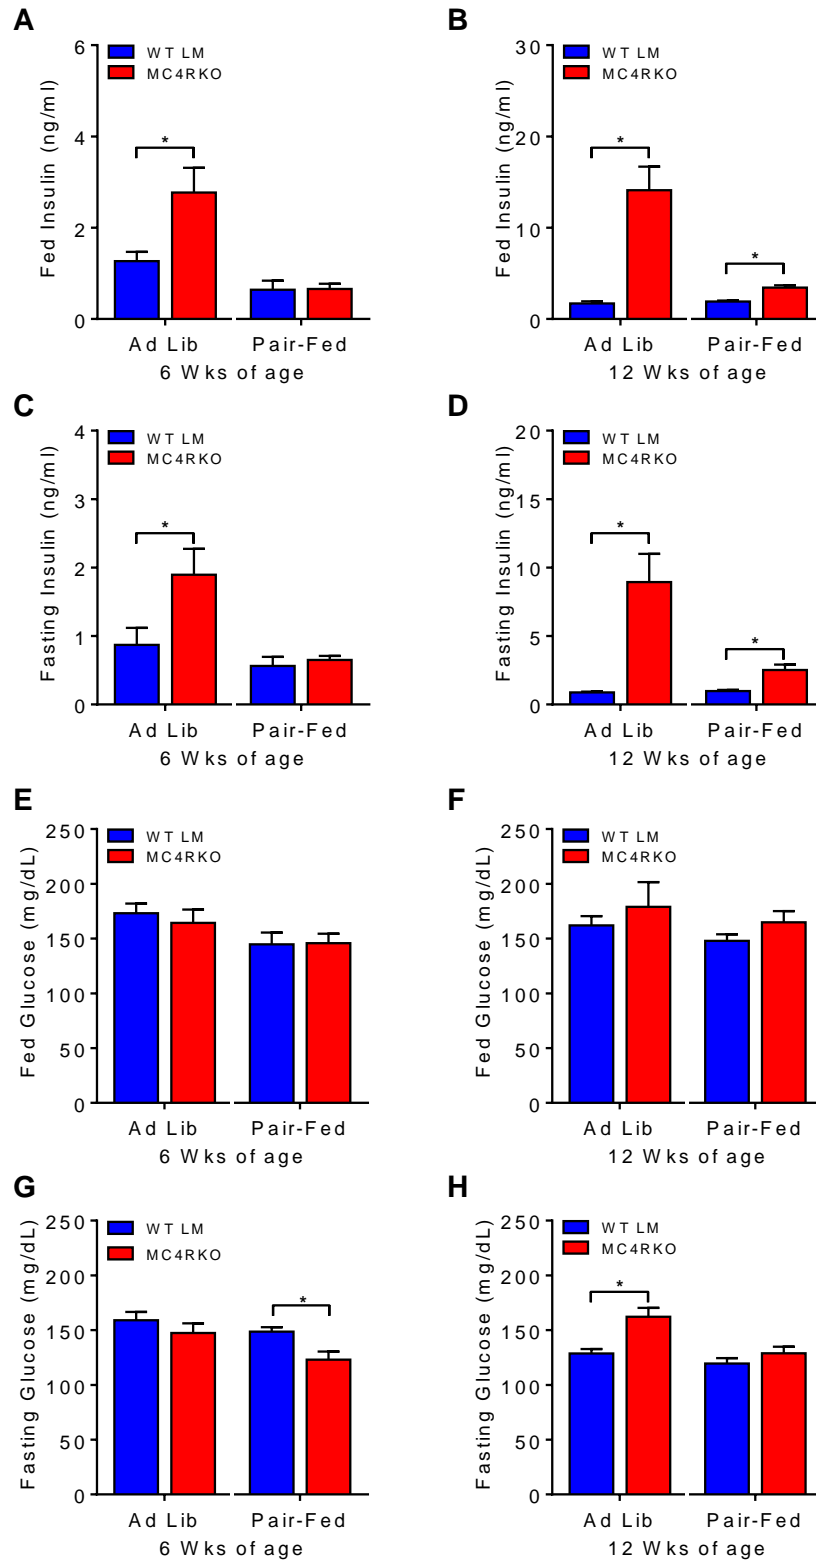 A
Fed Insulin (ng/ml)
6
4
2
0
WT LM
MC4RKO
*
Ad Lib Pair-Fed
6 Wks of age
B
Fed Insulin (ng/ml)
30
20
10
0
WT LM
MC4RKO
*
*
Ad Lib Pair-Fed
12 Wks of age
C
Fasting Insulin (ng/ml)
4
3
2
1
0
WT LM
MC4RKO
*
Ad Lib Pair-Fed
6 Wks of age
D
Fasting Insulin (ng/ml)
20
15
10
5
0
WT LM
MC4RKO
*
*
Ad Lib Pair-Fed
12 Wks of age
E
Fed Glucose (mg/dL)
250
200
150
100
50
0
WT LM
MC4RKO
Ad Lib Pair-Fed
6 Wks of age
F
Fed Glucose (mg/dL)
250
200
150
100
50
0
WT LM
MC4RKO
Ad Lib Pair-Fed
12 Wks of age
G
Fasting Glucose (mg/dL)
250
200
150
100
50
0
WT LM
MC4RKO
*
Ad Lib Pair-Fed
6 Wks of age
H
Fasting Glucose (mg/dL)
250
200
150
100
50
0
WT LM
MC4RKO
*
Ad Lib Pair-Fed
12 Wks of age